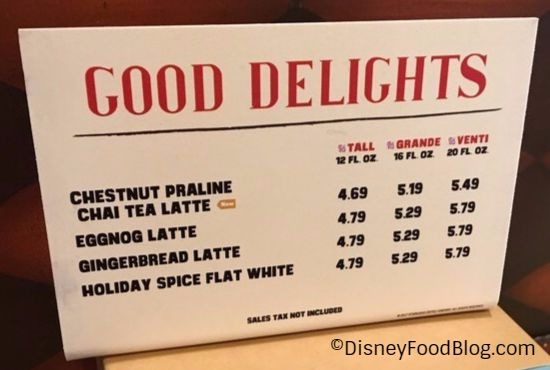 GOOD DELIGHTS
TALL GRANDE VENTI
12 FL. OZ. 16 FL. OZ. 20 FL. OZ.
CHESTNUT PRALINE
CHAI TEA LATTE New 4.69 5.19 5.49
EGGNOG LATTE 4.79 5.29 5.79
GINGERBREAD LATTE 4.79 5.29 5.79
HOLIDAY SPICE FLAT WHITE 4.79 5.29 5.79
SALES TAX NOT INCLUDED
©DisneyFoodBlog.com